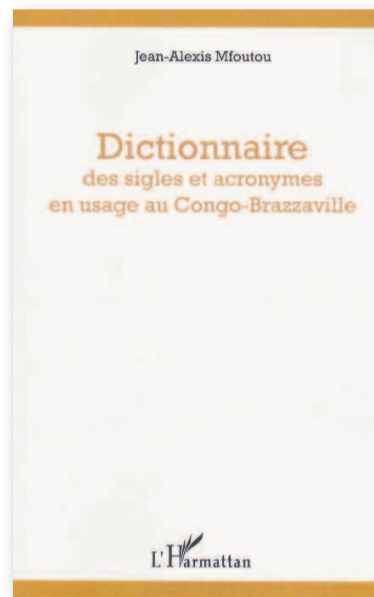 Jean-Alexis Mfoutou
Dictionnaire
des sigles et acronymes
en usage au Congo-Brazzaville
L'Harmattan